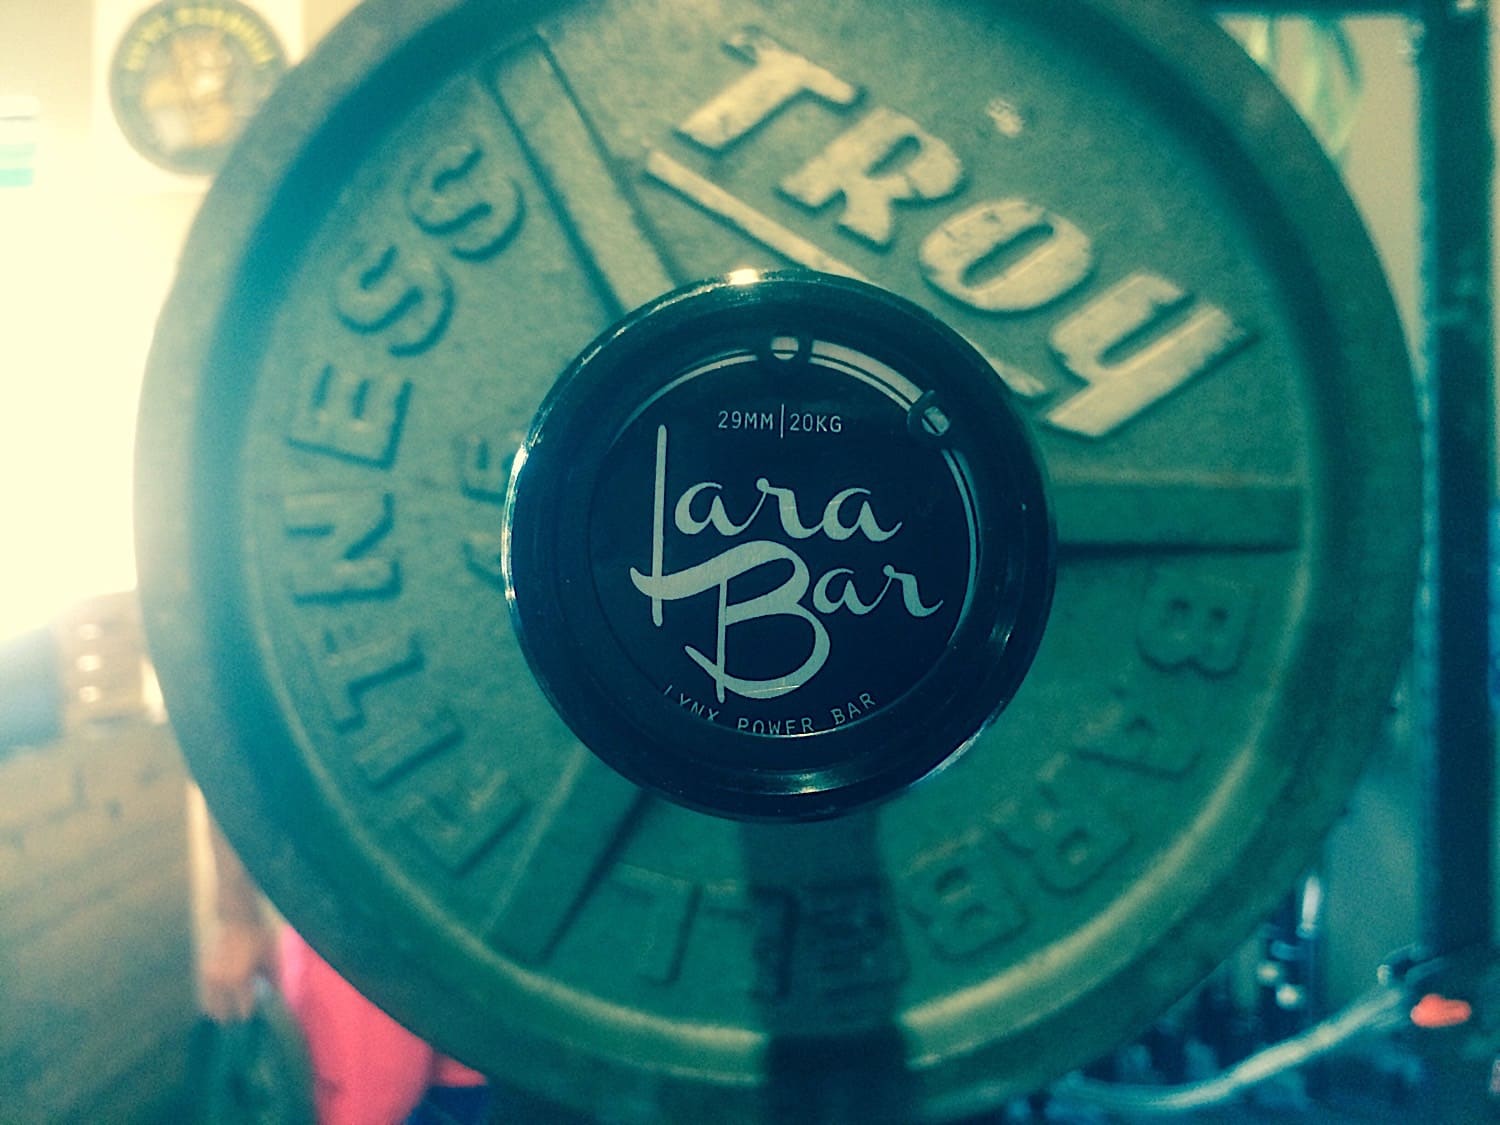 TROY
BARBELL
FITNESS
29MM|20KG
lara
Bar
LYNX POWER BAR